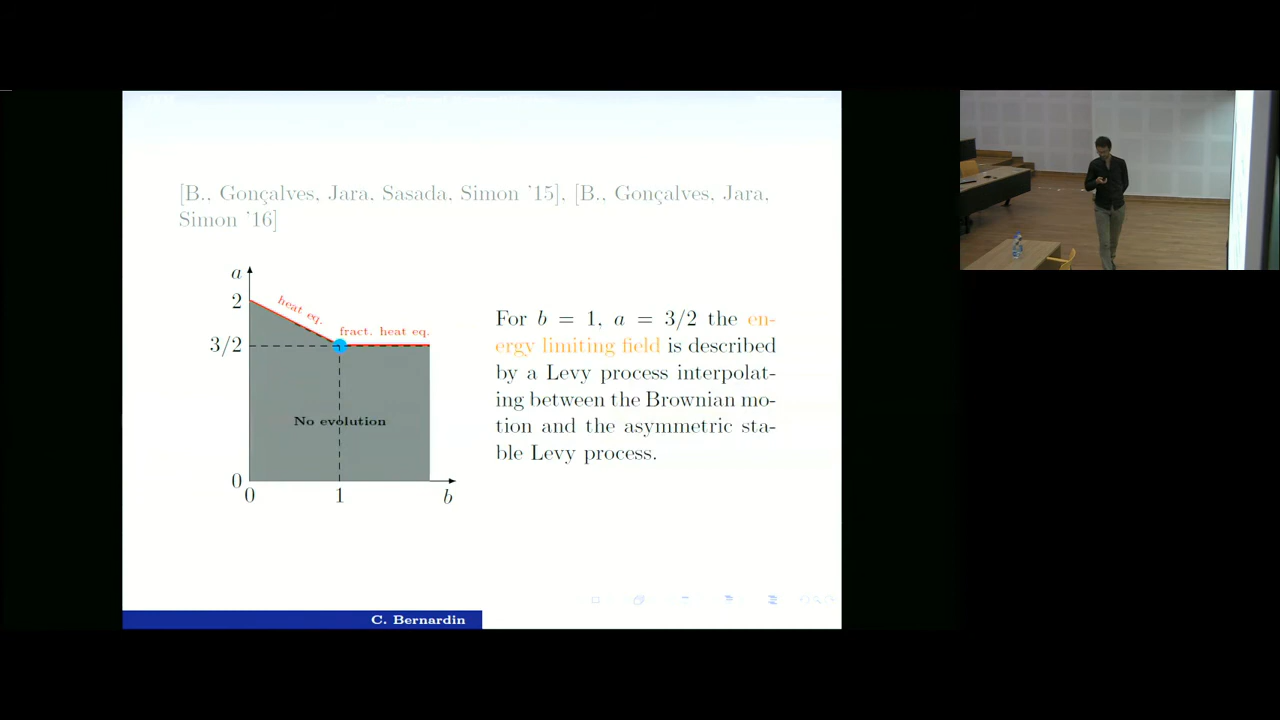 [B., Gonçalves, Jara, Sasada, Simon '15], [B., Gonçalves, Jara,
Simon '16]
a
2
heat eq.
fract. heat eq.
3/2
No evolution
0
0
1
b
For b = 1, a = 3/2 the en-
ergy limiting field is described
by a Levy process interpolat-
ing between the Brownian mo-
tion and the asymmetric sta-
ble Levy process.
C. Bernardin